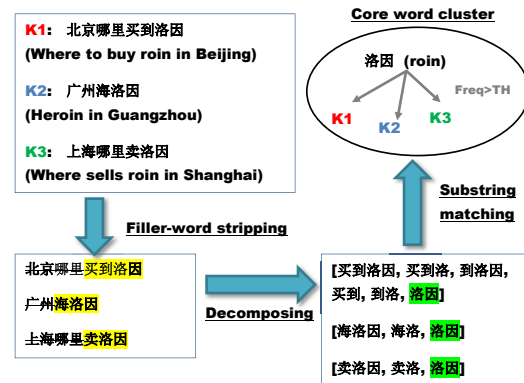 K1: 北京哪里买到洛因
(Where to buy roin in Beijing)
K2: 广州海洛因
(Heroin in Guangzhou)
K3: 上海哪里卖洛因
(Where sells roin in Shanghai)
Core word cluster
洛因 (roin)
Freq>TH
K1
K2
K3
Filler-word stripping
Substring
matching
北京哪里买到洛因
广州海洛因
上海哪里卖洛因
Decomposing
[买到洛因, 买到洛, 到洛因,
买到, 到洛, 洛因]
[海洛因, 海洛, 洛因]
[卖洛因, 卖洛, 洛因]